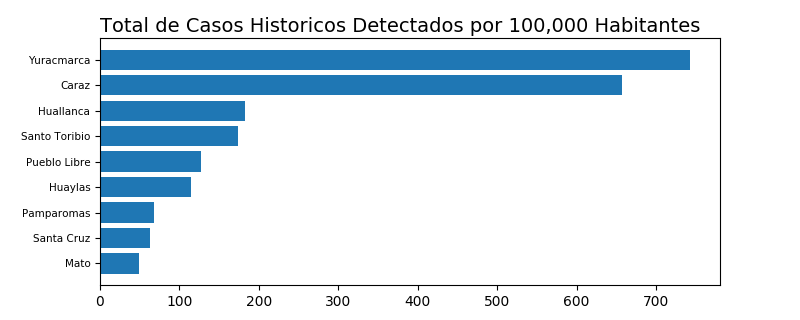 Total de Casos Historicos Detectados por 100,000 Habitantes
Yuracmarca
Caraz
Huallanca
Santo Toribio
Pueblo Libre
Huaylas
Pamparomas
Santa Cruz
Mato
0 100 200 300 400 500 600 700